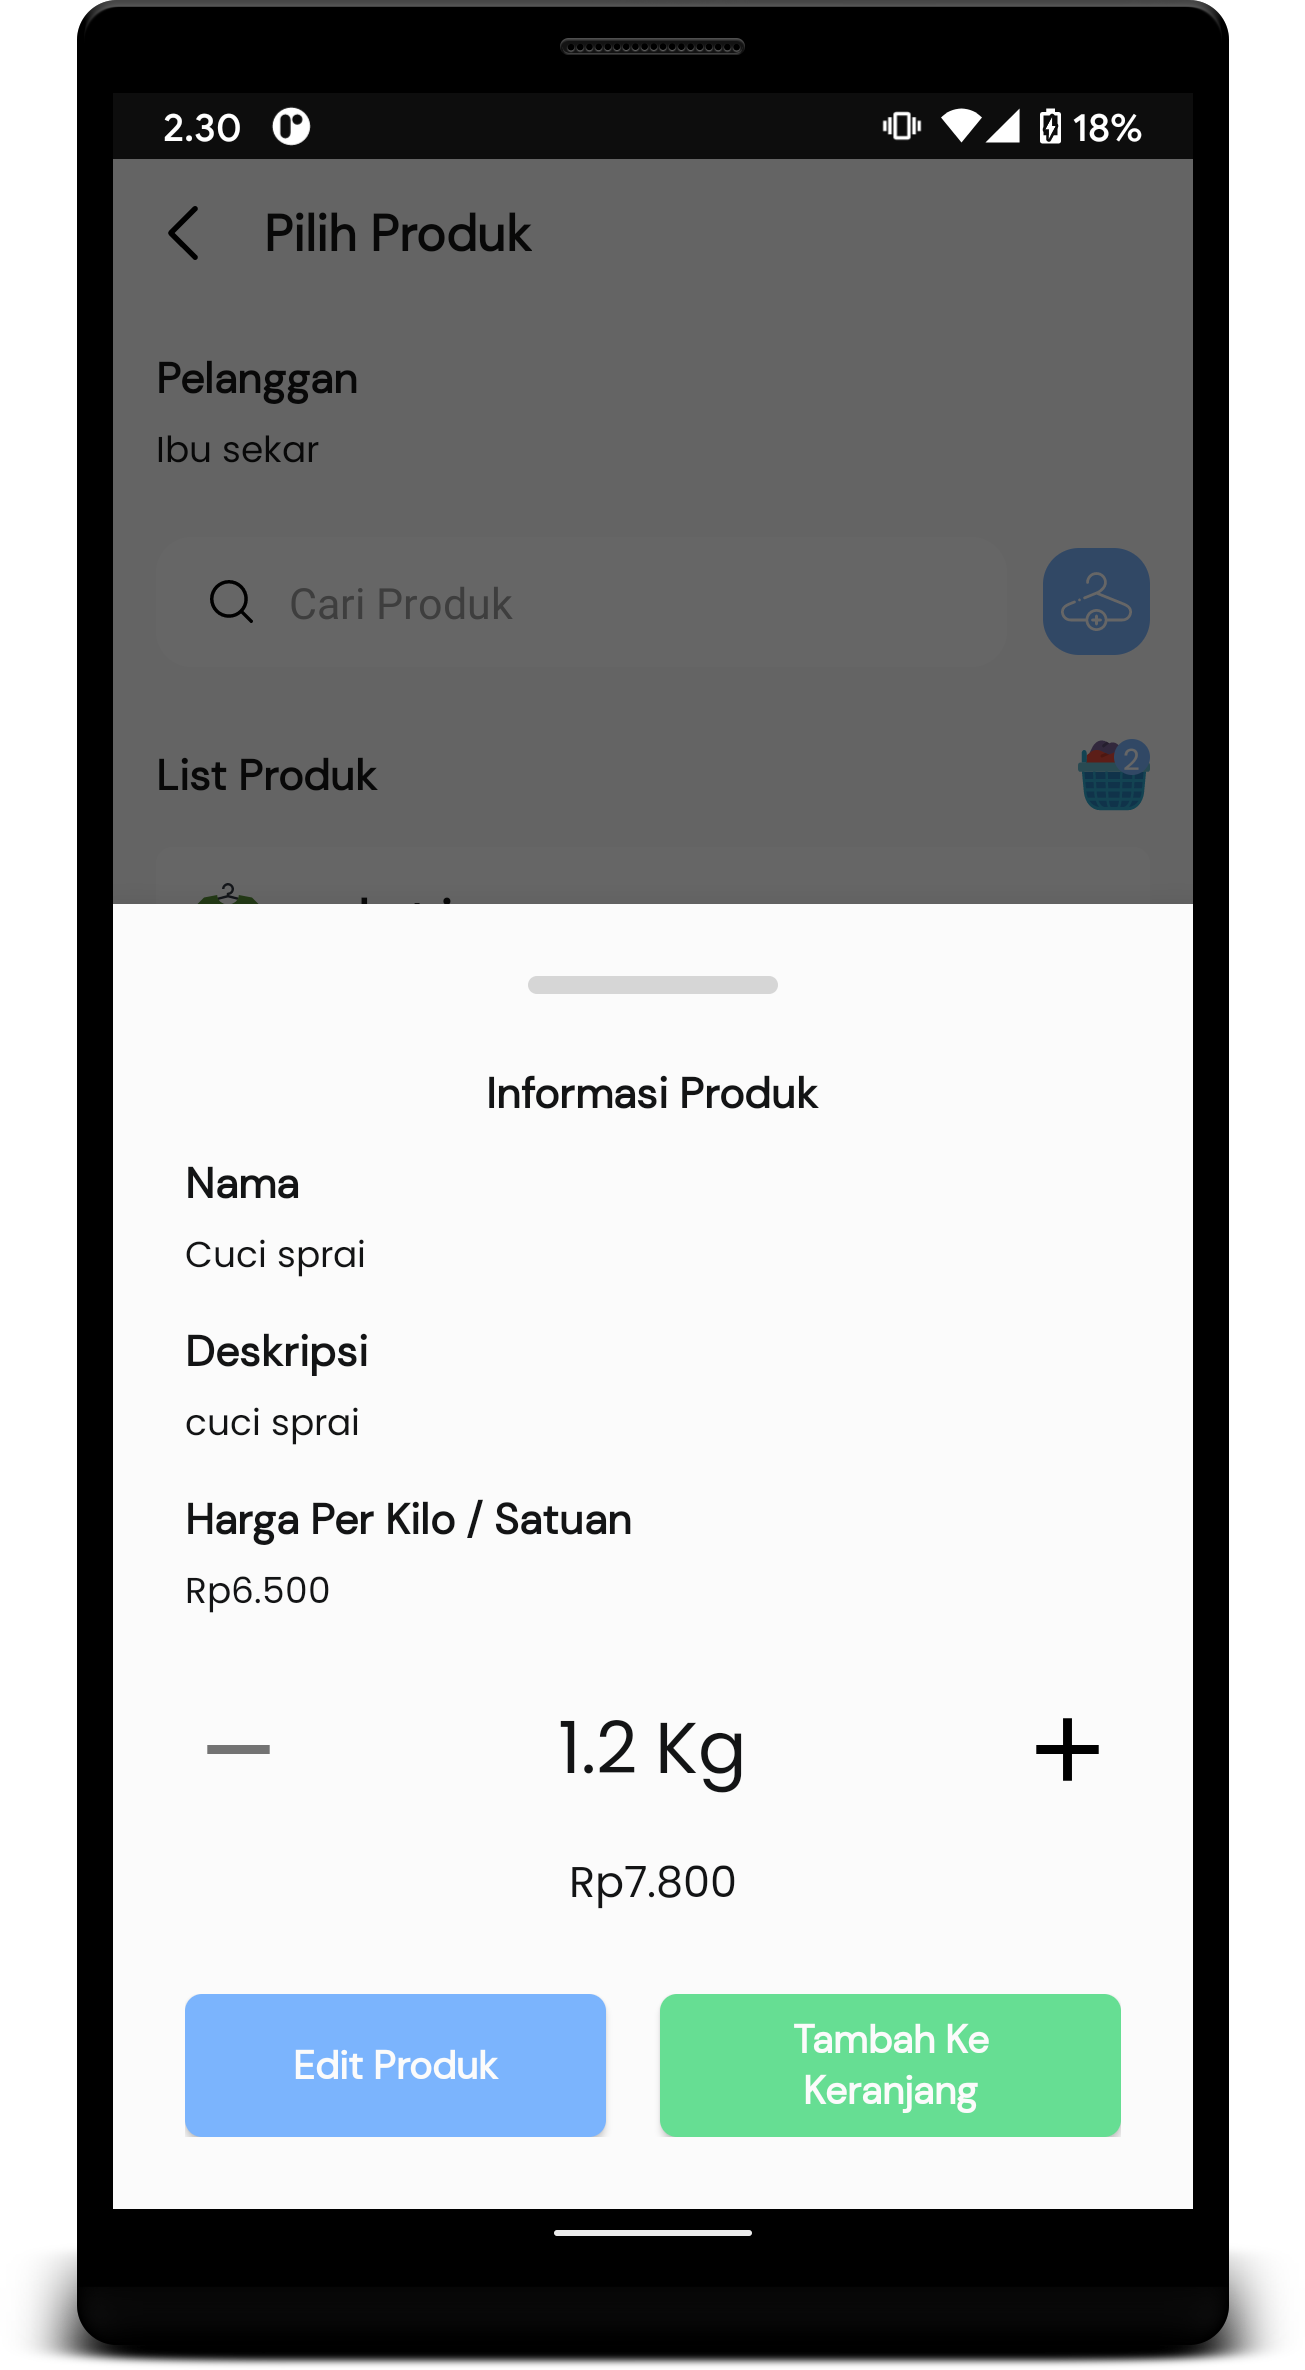 2.30
18%
Pilih Produk
Pelanggan
Ibu sekar
Cari Produk
List Produk
2
Informasi Produk
Nama
Cuci sprai
Deskripsi
cuci sprai
Harga Per Kilo / Satuan
Rp6.500
1.2 Kg
Rp7.800
Edit Produk
Tambah Ke
Keranjang